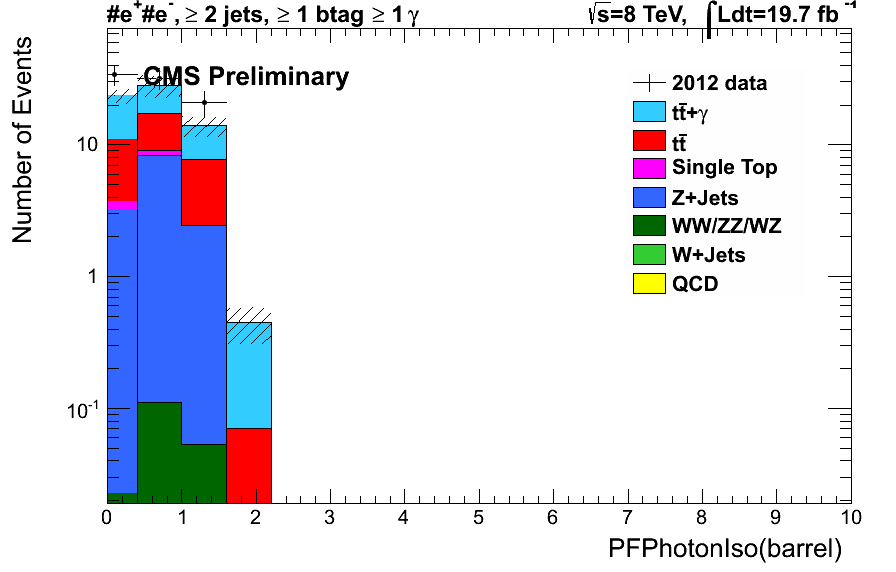 #e⁺#e⁻, ≥ 2 jets, ≥ 1 btag ≥ 1 γ
√s=8 TeV, ∫Ldt=19.7 fb⁻¹
CMS Preliminary
2012 data
tt̄+γ
tt̄
Single Top
Z+Jets
WW/ZZ/WZ
W+Jets
QCD
Number of Events
10
1
10⁻¹
0 1 2 3 4 5 6 7 8 9 10
PFPhotonIso(barrel)